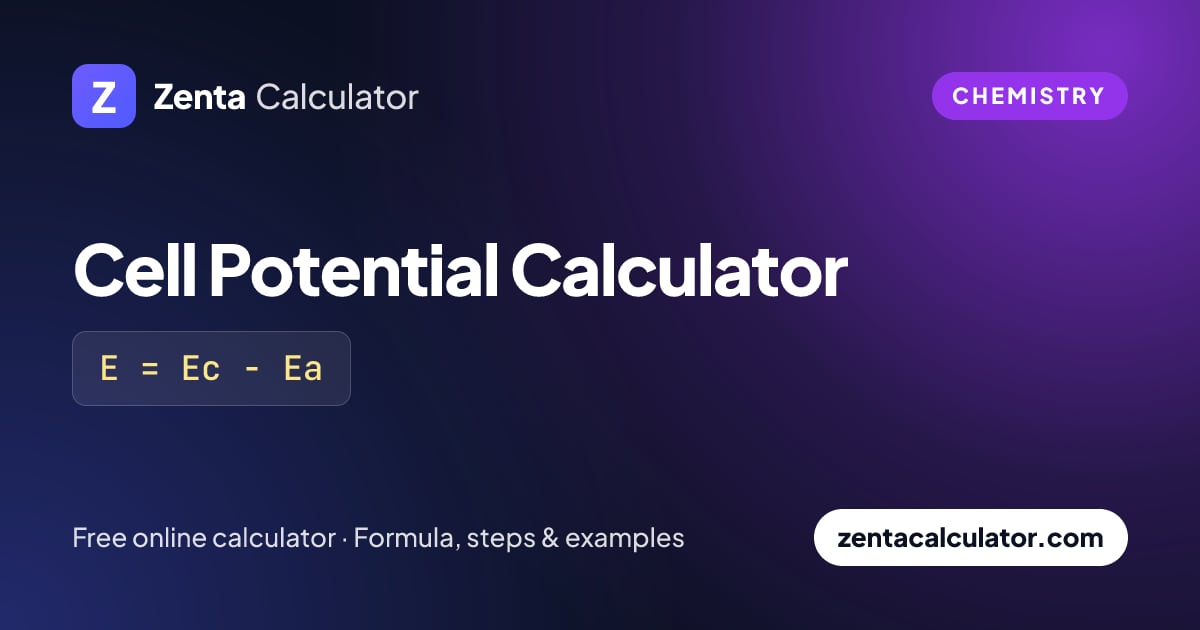 Z Zenta Calculator
CHEMISTRY
Cell Potential Calculator
E = Ec - Ea
Free online calculator · Formula, steps & examples
zentacalculator.com